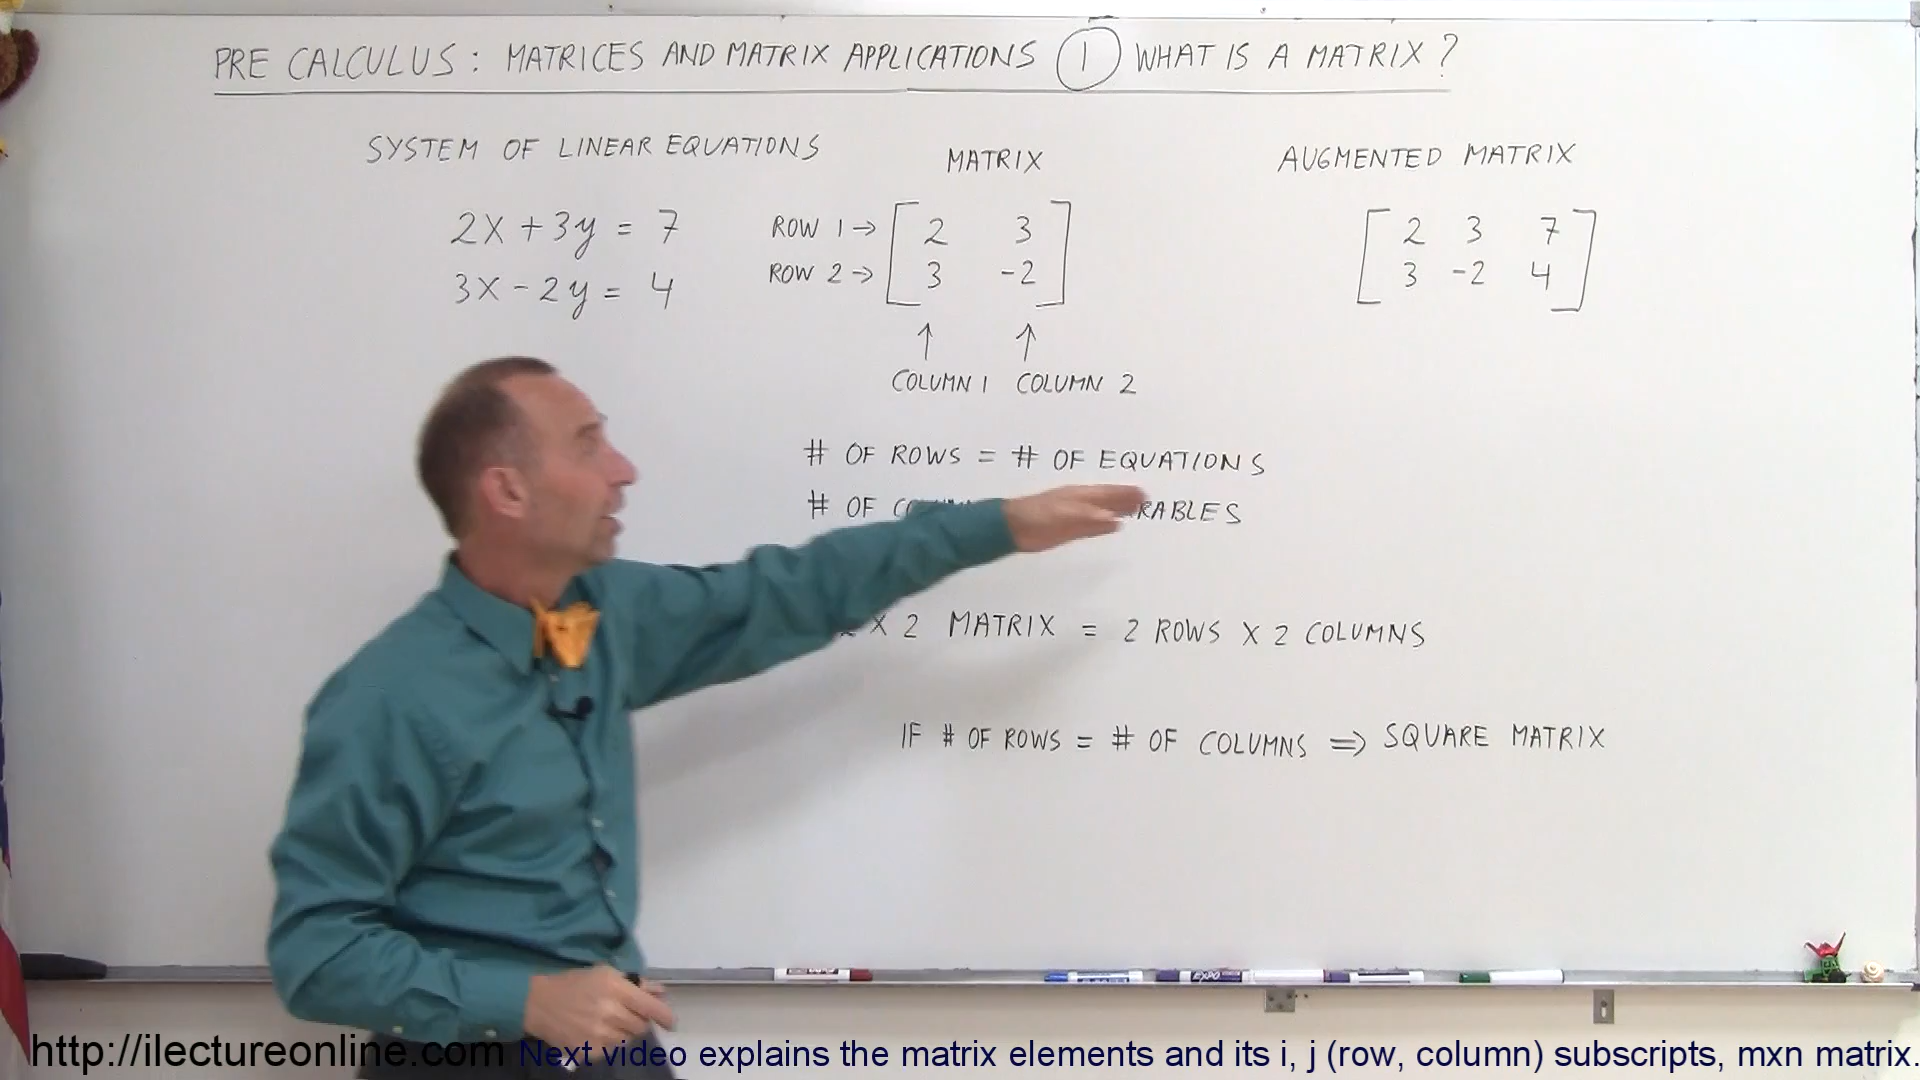 PRE CALCULUS: MATRICES AND MATRIX APPLICATIONS 1 WHAT IS A MATRIX?
SYSTEM OF LINEAR EQUATIONS
2X + 3y = 7
3X - 2y = 4
MATRIX
ROW 1 → 2 3
ROW 2 → 3 -2
↑ ↑
COLUMN 1 COLUMN 2
AUGMENTED MATRIX
2 3 7
3 -2 4
# OF ROWS = # OF EQUATIONS
# OF
X 2 MATRIX = 2 ROWS X 2 COLUMNS
IF # OF ROWS = # OF COLUMNS ⇒ SQUARE MATRIX
EXPO
http://ilectureonline.com Next video explains the matrix elements and its i, j (row, column) subscripts, mxn matrix.